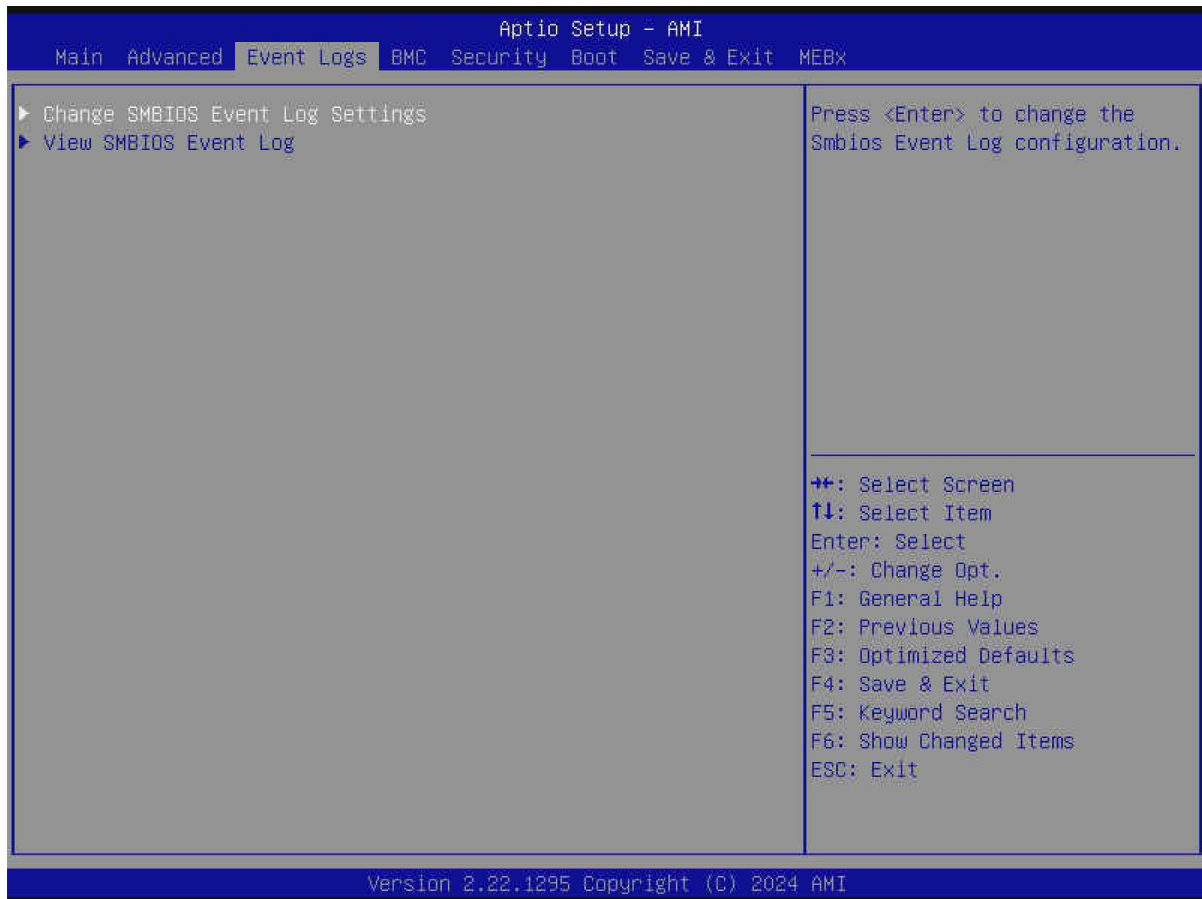 Aptio Setup – AMI
Main Advanced Event Logs BMC Security Boot Save & Exit MEBx
▶ Change SMBIOS Event Log Settings
▶ View SMBIOS Event Log
Press <Enter> to change the
Smbios Event Log configuration.
→←: Select Screen
↑↓: Select Item
Enter: Select
+/-: Change Opt.
F1: General Help
F2: Previous Values
F3: Optimized Defaults
F4: Save & Exit
F5: Keyword Search
F6: Show Changed Items
ESC: Exit
Version 2.22.1295 Copyright (C) 2024 AMI